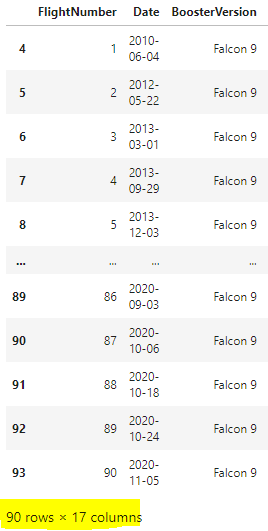 FlightNumber Date BoosterVersion
4 1 2010-06-04 Falcon 9
5 2 2012-05-22 Falcon 9
6 3 2013-03-01 Falcon 9
7 4 2013-09-29 Falcon 9
8 5 2013-12-03 Falcon 9
... ... ... ...
89 86 2020-09-03 Falcon 9
90 87 2020-10-06 Falcon 9
91 88 2020-10-18 Falcon 9
92 89 2020-10-24 Falcon 9
93 90 2020-11-05 Falcon 9
90 rows × 17 columns